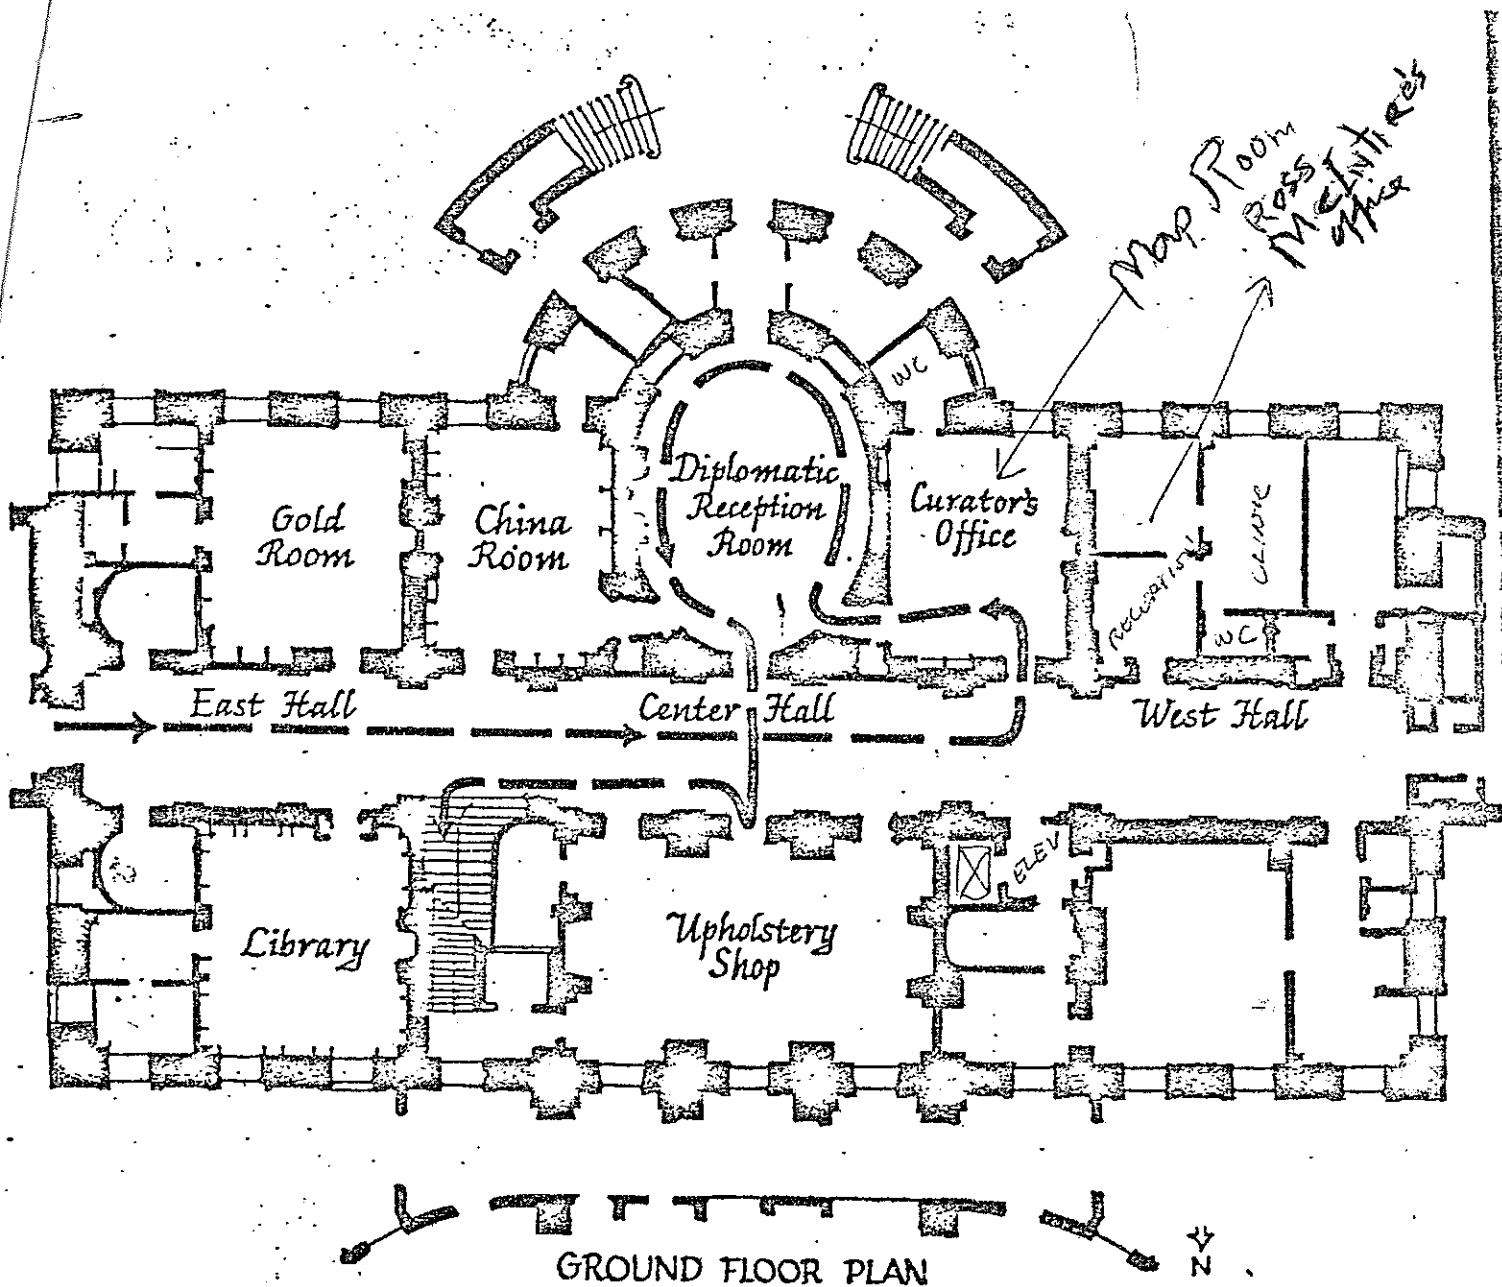 Map Room
Ross
McIntire's
office
WC
Gold
Room
China
Room
Diplomatic
Reception
Room
Curator's
Office
CLINIC
RECEPTION
WC
East Hall
Center Hall
West Hall
ELEV
Library
Upholstery
Shop
N
GROUND FLOOR PLAN